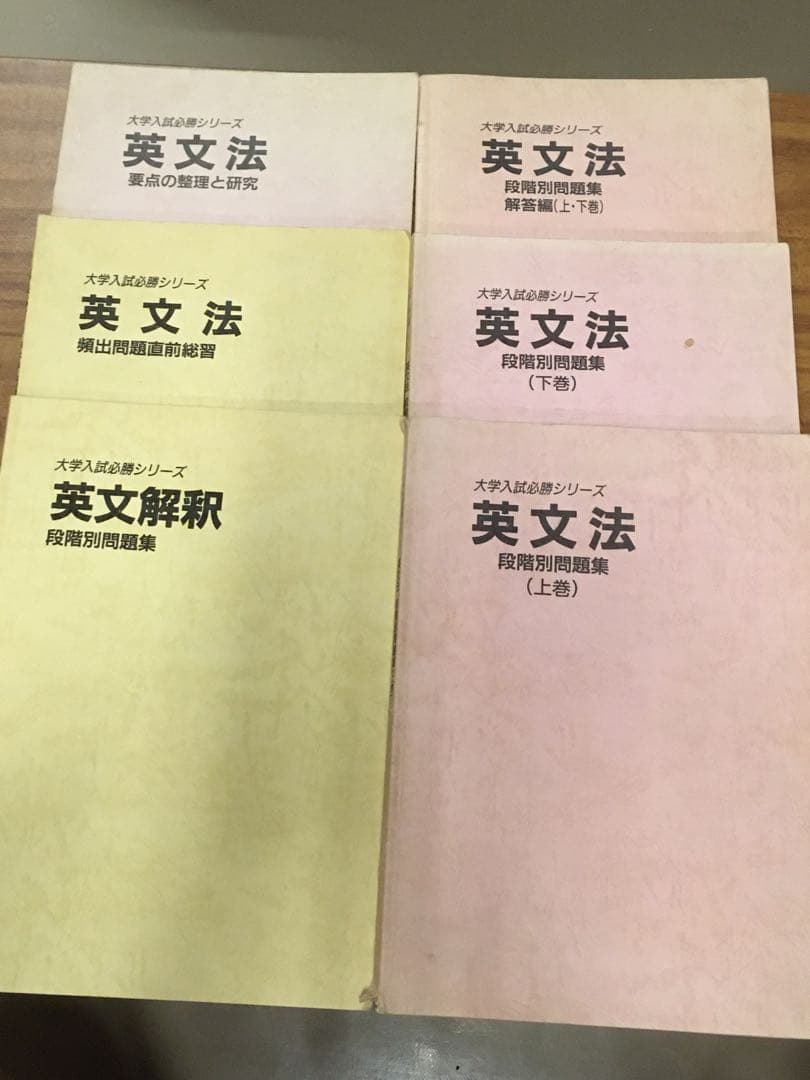 大学入試必勝シリーズ
英文法
要点の整理と研究
大学入試必勝シリーズ
英文法
段階別問題集
解答編(上・下巻)
大学入試必勝シリーズ
英文法
頻出問題直前総習
大学入試必勝シリーズ
英文法
段階別問題集
(下巻)
大学入試必勝シリーズ
英文解釈
段階別問題集
大学入試必勝シリーズ
英文法
段階別問題集
(上巻)